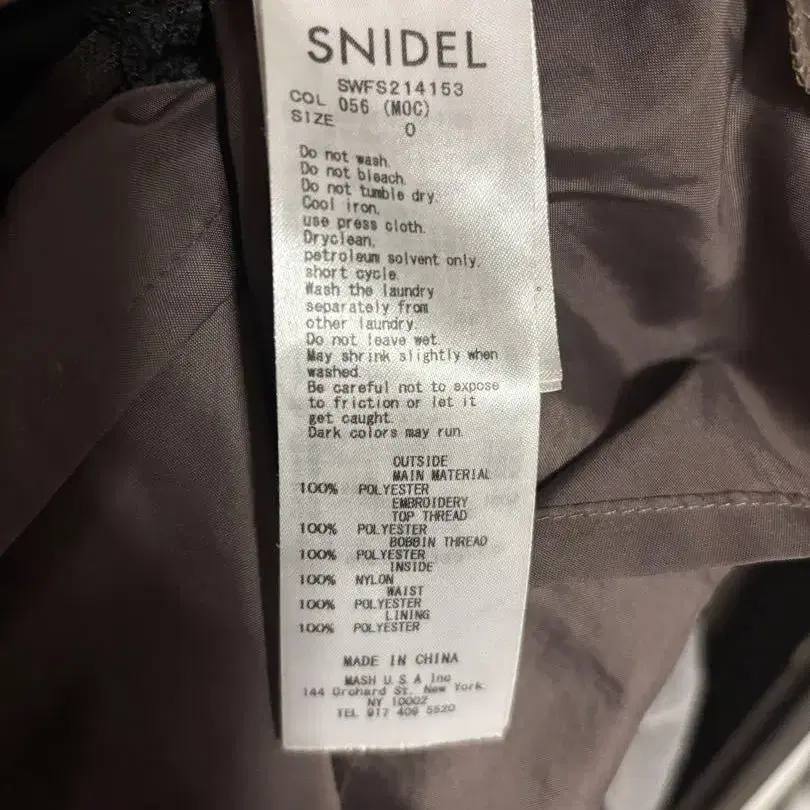 SNIDEL
SWFS214153
COL 056 (MOC)
SIZE 0
Do not wash.
Do not bleach.
Do not tumble dry.
Cool iron,
use press cloth.
Dryclean,
petroleum solvent only.
short cycle.
Wash the laundry
separately from
other laundry.
Do not leave wet.
May shrink slightly when
washed.
Be careful not to expose
to friction or let it
get caught.
Dark colors may run.
OUTSIDE
MAIN MATERIAL
100% POLYESTER
EMBROIDERY
TOP THREAD
100% POLYESTER
BOBBIN THREAD
100% POLYESTER
INSIDE
100% NYLON
WAIST
100% POLYESTER
LINING
100% POLYESTER
MADE IN CHINA
MASH U.S.A Inc
144 Orchard St. New York.
NY 10002
TEL 917 409 5520